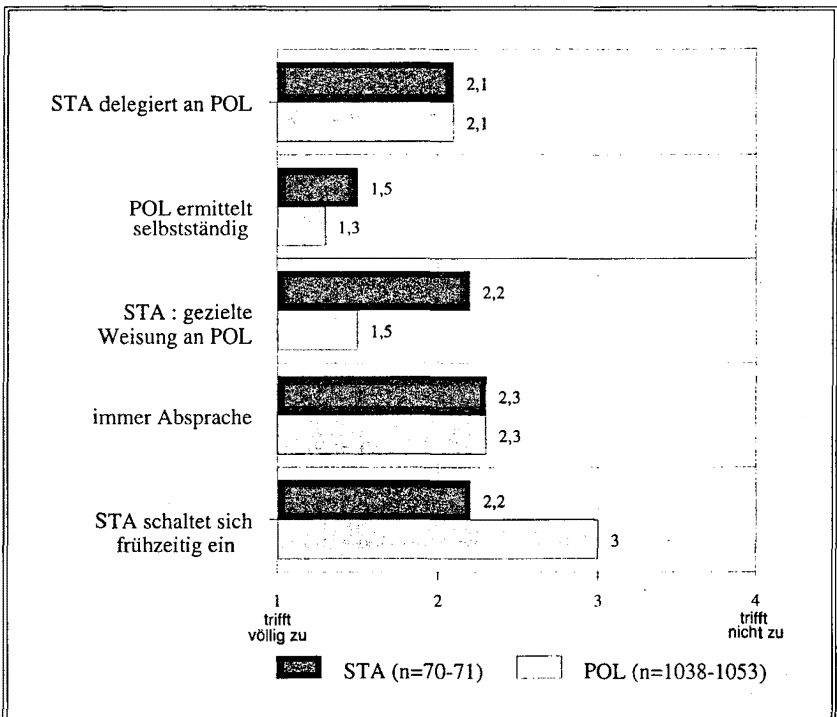 STA delegiert an POL
2,1
2,1
POL ermittelt
selbstständig
1,5
1,3
STA : gezielte
Weisung an POL
2,2
1,5
immer Absprache
2,3
2,3
STA schaltet sich
frühzeitig ein
2,2
3
1 2 3 4
trifft
völlig zu
trifft
nicht zu
STA (n=70-71) POL (n=1038-1053)